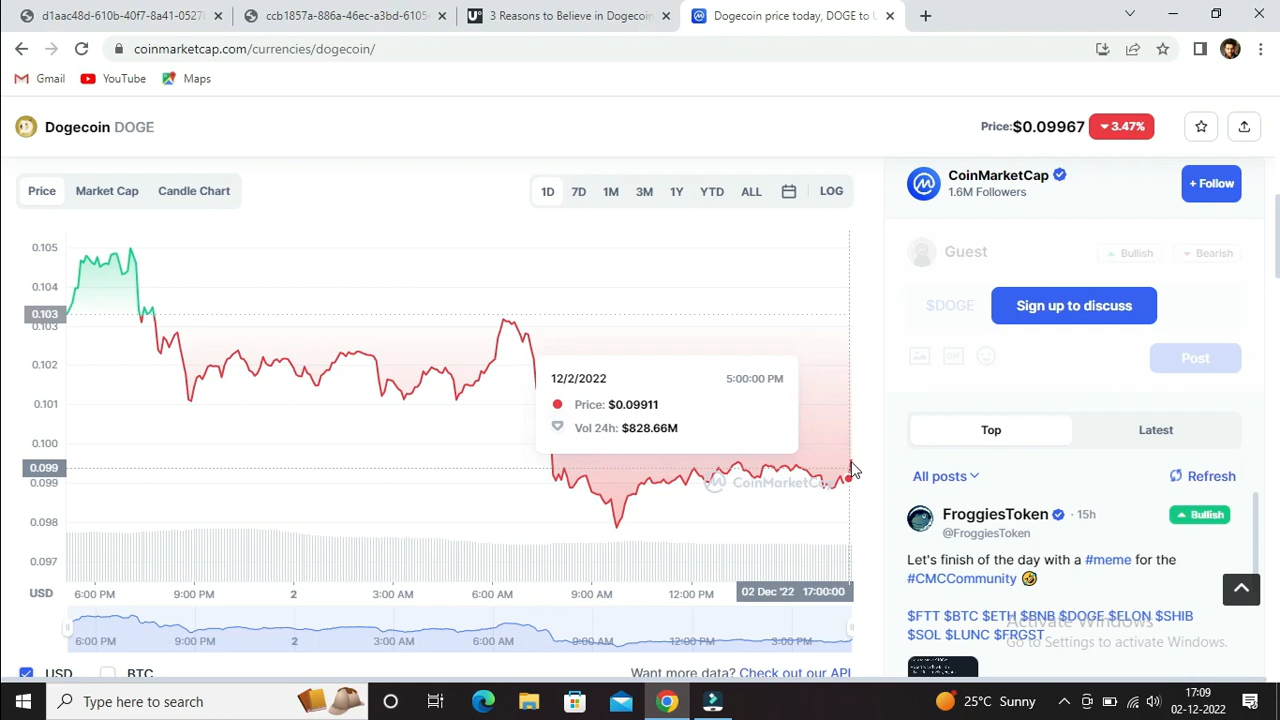 d1aac48d-610b-40f7-8a41-0527
ccb1857a-886a-46ec-a3bd-6105
3 Reasons to Believe in Dogecoin
Dogecoin price today, DOGE to U
coinmarketcap.com/currencies/dogecoin/
Gmail
YouTube
Maps
Dogecoin DOGE
Price:$0.09967
3.47%
Price
Market Cap
Candle Chart
1D
7D
1M
3M
1Y
YTD
ALL
LOG
0.105
0.104
0.103
0.103
0.102
0.101
0.100
0.099
0.099
0.098
0.097
USD
12/2/2022
5:00:00 PM
Price: $0.09911
Vol 24h: $828.66M
CoinMarketCap
6:00 PM
9:00 PM
2
3:00 AM
6:00 AM
9:00 AM
12:00 PM
02 Dec '22
17:00:00
6:00 PM
9:00 PM
2
3:00 AM
6:00 AM
9:00 AM
12:00 PM
3:00 PM
USD
BTC
Want more data? Check out our API
CoinMarketCap
1.6M Followers
+ Follow
Guest
Bullish
Bearish
$DOGE
Sign up to discuss
GIF
Post
Top
Latest
All posts
Refresh
FroggiesToken · 15h
Bullish
@FroggiesToken
Let's finish of the day with a #meme for the
#CMCCommunity
$FTT $BTC $ETH $BNB $DOGE $ELON $SHIB
$SOL $LUNC $FRGST
Activate Windows
Go to Settings to activate Windows.
Type here to search
25°C Sunny
17:09
02-12-2022